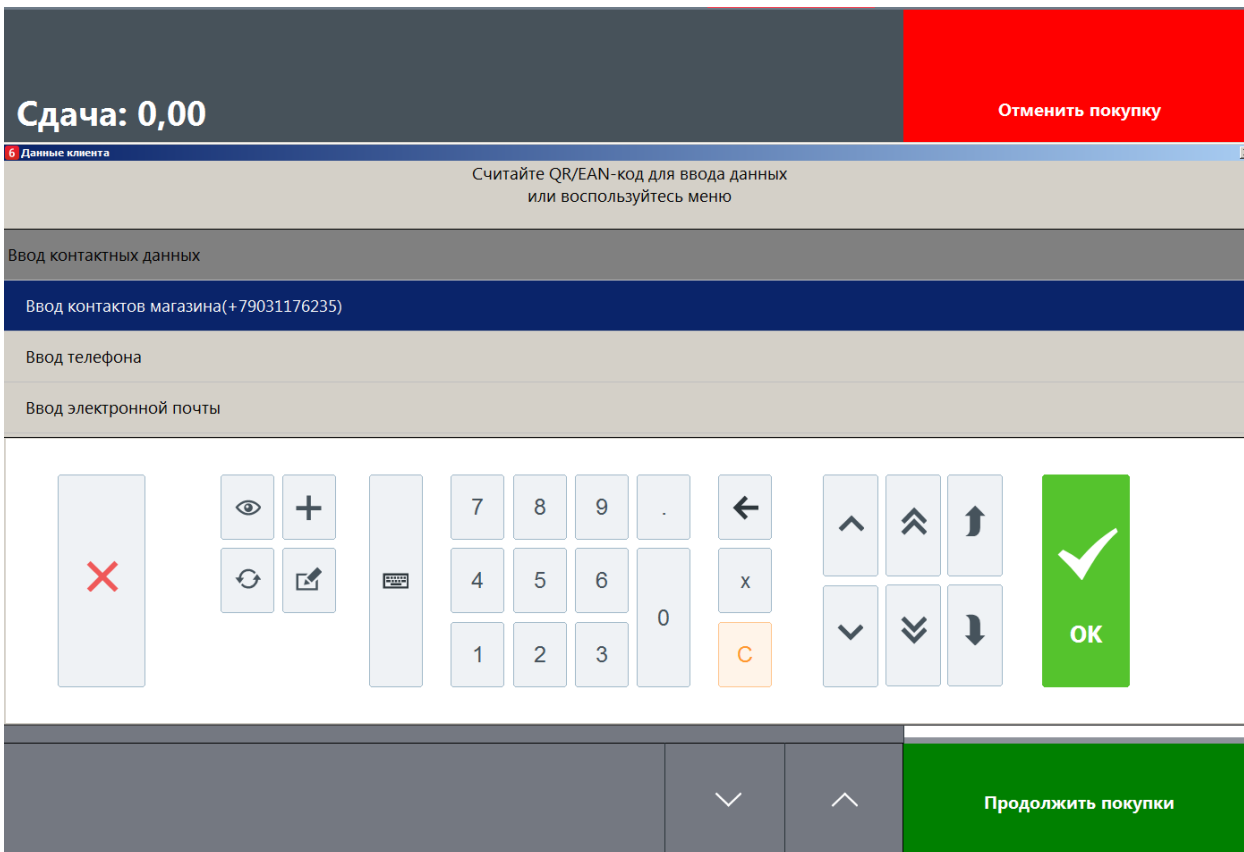 Сдача: 0,00
Отменить покупку
6 Данные клиента
Считайте QR/EAN-код для ввода данных
или воспользуйтесь меню
Ввод контактных данных
Ввод контактов магазина(+79031176235)
Ввод телефона
Ввод электронной почты
7 8 9 .
4 5 6 x
0
1 2 3 C
OK
Продолжить покупки